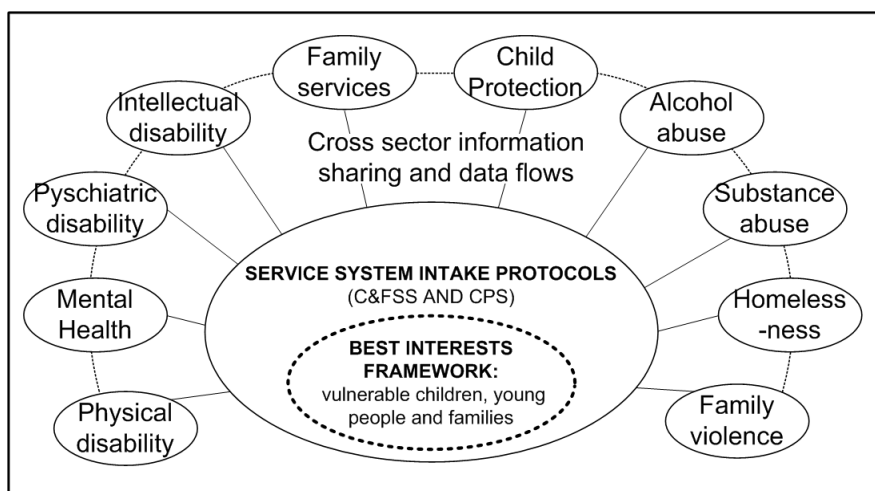 Family
services
Child
Protection
Intellectual
disability
Alcohol
abuse
Cross sector information
sharing and data flows
Pyschiatric
disability
Substance
abuse
SERVICE SYSTEM INTAKE PROTOCOLS
(C&FSS AND CPS)
Mental
Health
Homeless
-ness
BEST INTERESTS
FRAMEWORK:
vulnerable children, young
people and families
Physical
disability
Family
violence